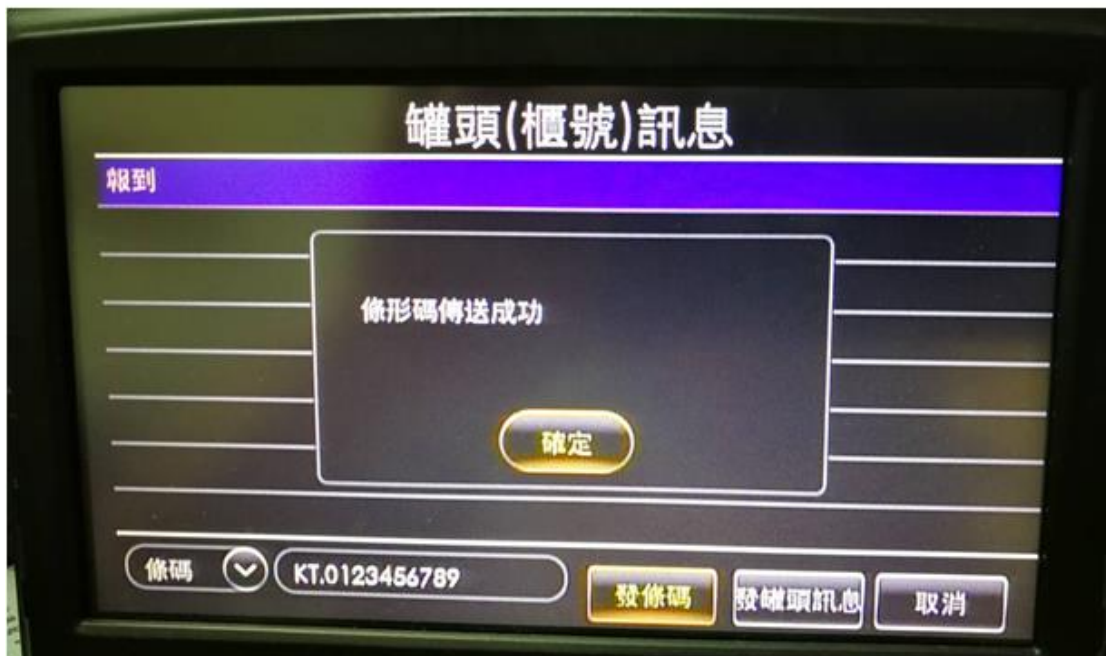 罐頭(櫃號)訊息
報到
條形碼傳送成功
確定
條碼
KT.0123456789
發條碼
發罐頭訊息
取消